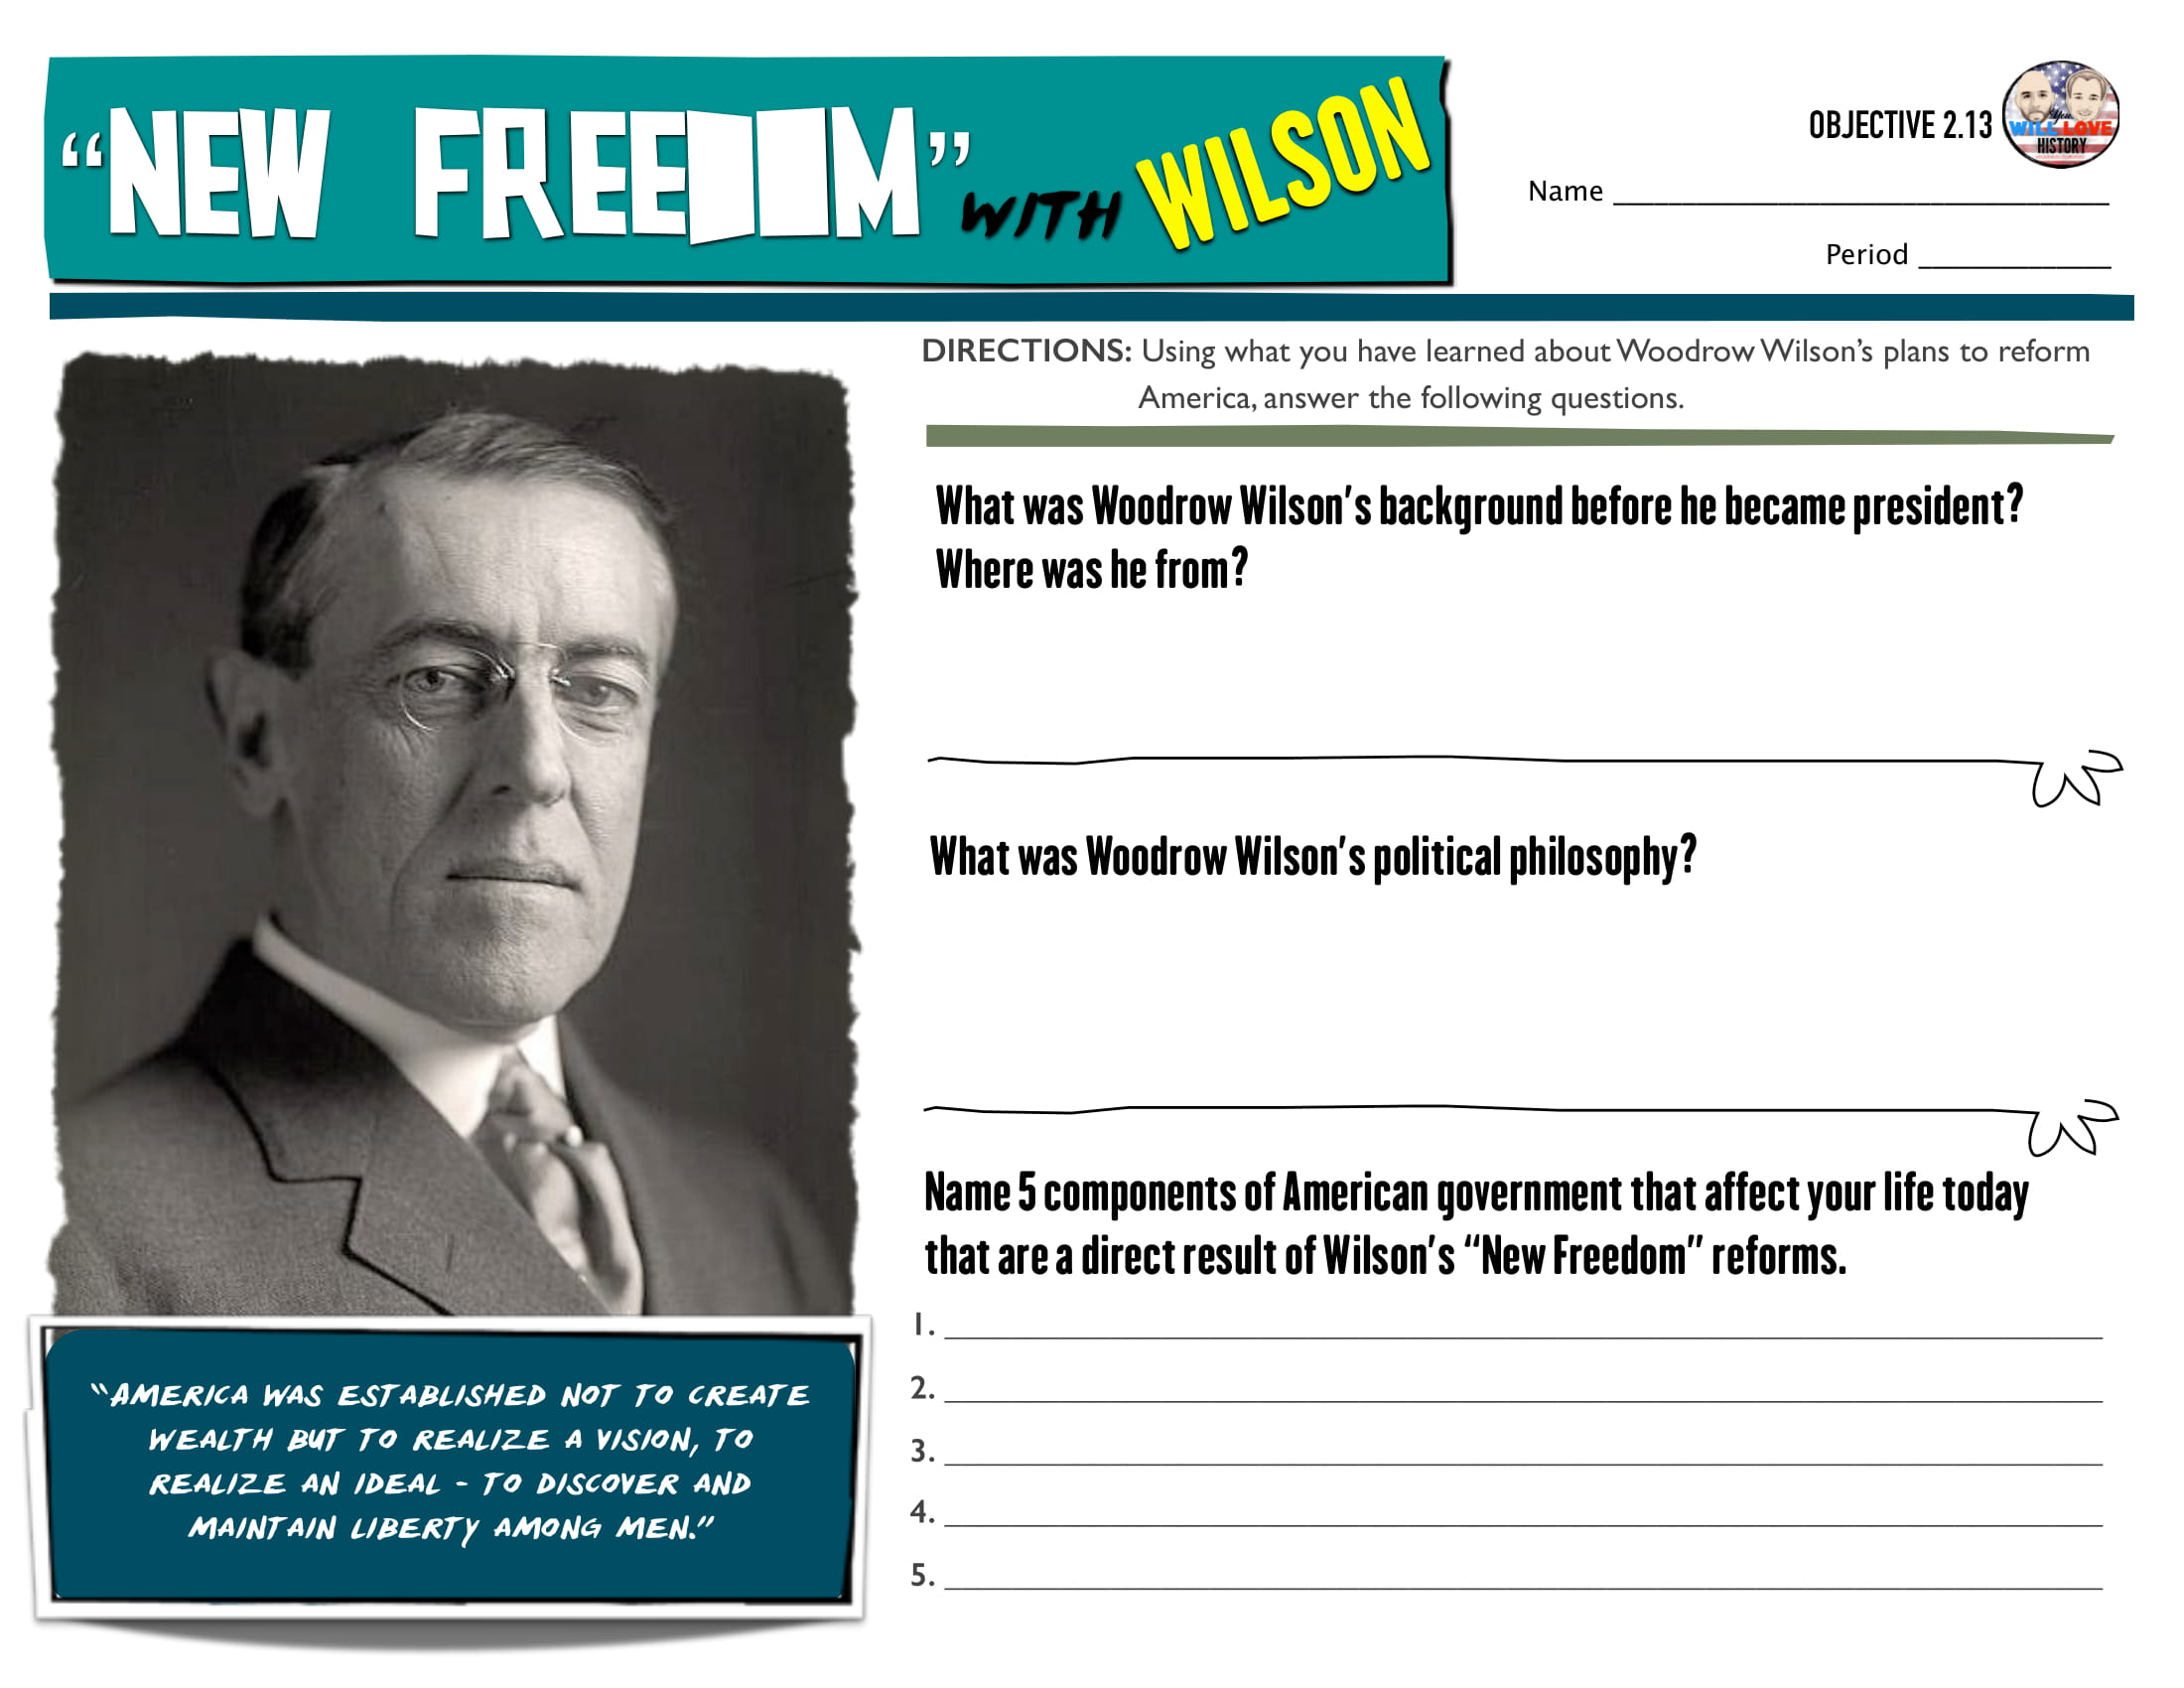 “NEW FREEDOM” WITH WILSON
OBJECTIVE 2.13
You
WILL LOVE
HISTORY
Name
Period
DIRECTIONS: Using what you have learned about Woodrow Wilson’s plans to reform
America, answer the following questions.
What was Woodrow Wilson’s background before he became president?
Where was he from?
What was Woodrow Wilson’s political philosophy?
Name 5 components of American government that affect your life today
that are a direct result of Wilson’s “New Freedom” reforms.
1.
2.
3.
4.
5.
“AMERICA WAS ESTABLISHED NOT TO CREATE
WEALTH BUT TO REALIZE A VISION, TO
REALIZE AN IDEAL - TO DISCOVER AND
MAINTAIN LIBERTY AMONG MEN.”